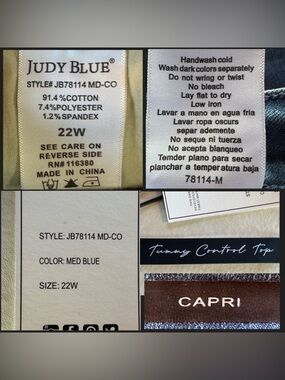 JUDY BLUE®
STYLE# JB78114 MD-CO
91.4%COTTON
7.4%POLYESTER
1.2%SPANDEX
22W
SEE CARE ON
REVERSE SIDE
RN# 116380
MADE IN CHINA
Handwash cold
Wash dark colors separately
Do not wring or twist
No bleach
Lay flat to dry
Low iron
Lavar a mano en agua fria
Lavar ropa oscurs
separ ademente
No seque ni tuerza
No acepta blanqueo
Tumder plano para secar
planchar a temperatura baja
78114-M
STYLE: JB78114 MD-CO
COLOR: MED BLUE
SIZE: 22W
Tummy Control Top
CAPRI